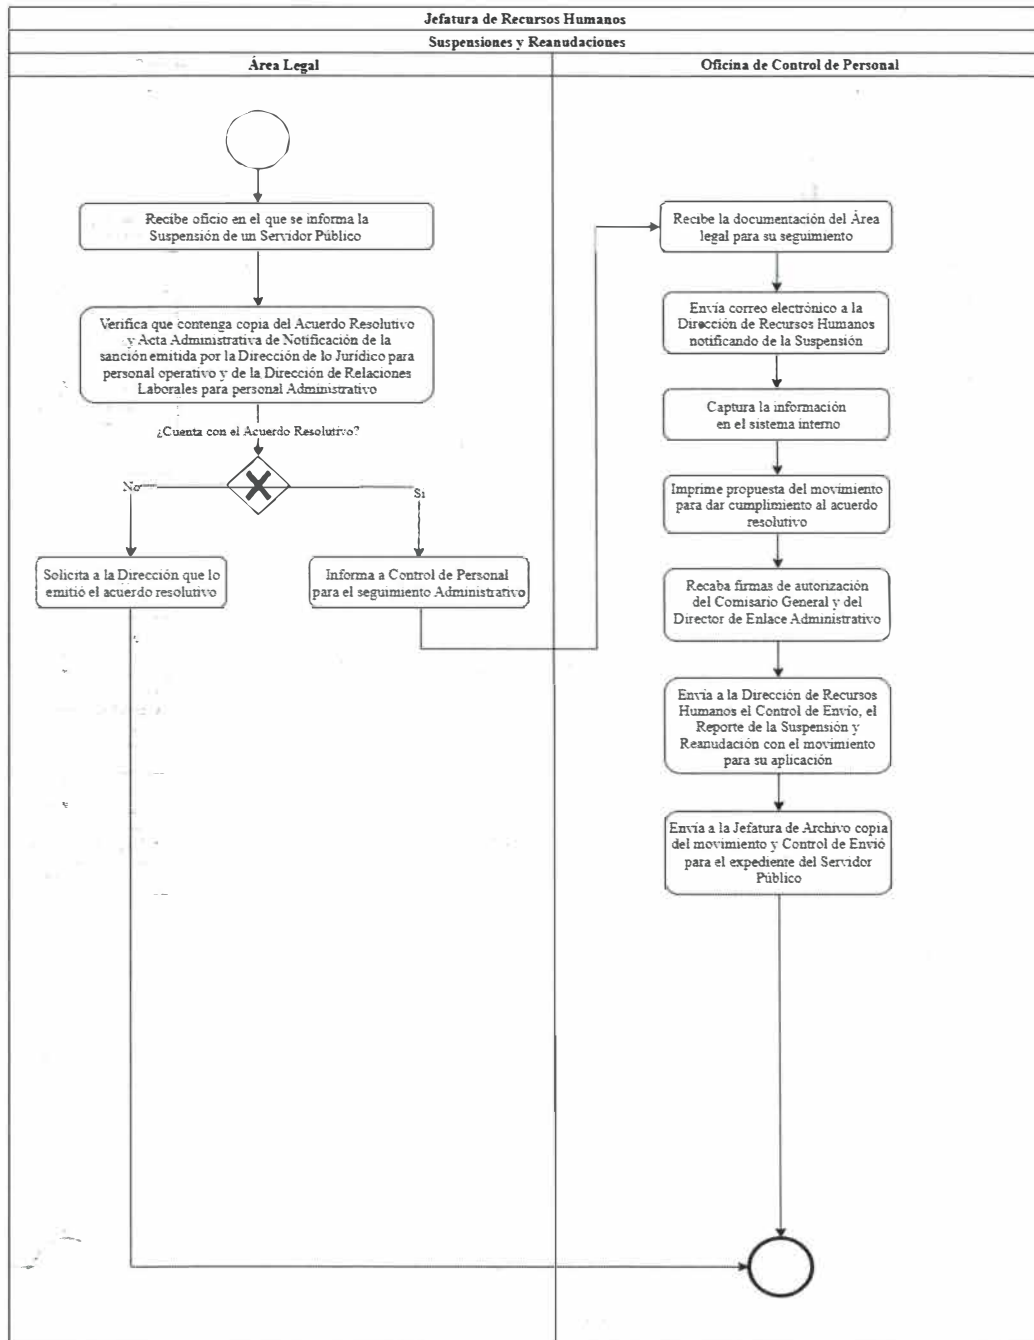 Jefatura de Recursos Humanos
Suspensiones y Reanudaciones
Área Legal
Oficina de Control de Personal
Recibe oficio en el que se informa la
Suspensión de un Servidor Público
Verifica que contenga copia del Acuerdo Resolutivo
y Acta Administrativa de Notificación de la
sanción emitida por la Dirección de lo Jurídico para
personal operativo y de la Dirección de Relaciones
Laborales para personal Administrativo
¿Cuenta con el Acuerdo Resolutivo?
No
Si
Solicita a la Dirección que lo
emitió el acuerdo resolutivo
Informa a Control de Personal
para el seguimiento Administrativo
Recibe la documentación del Área
legal para su seguimiento
Envía correo electrónico a la
Dirección de Recursos Humanos
notificando de la Suspensión
Captura la información
en el sistema interno
Imprime propuesta del movimiento
para dar cumplimiento al acuerdo
resolutivo
Recaba firmas de autorización
del Comisario General y del
Director de Enlace Administrativo
Envía a la Dirección de Recursos
Humanos el Control de Envío, el
Reporte de la Suspensión y
Reanudación con el movimiento
para su aplicación
Envía a la Jefatura de Archivo copia
del movimiento y Control de Envió
para el expediente del Servidor
Público